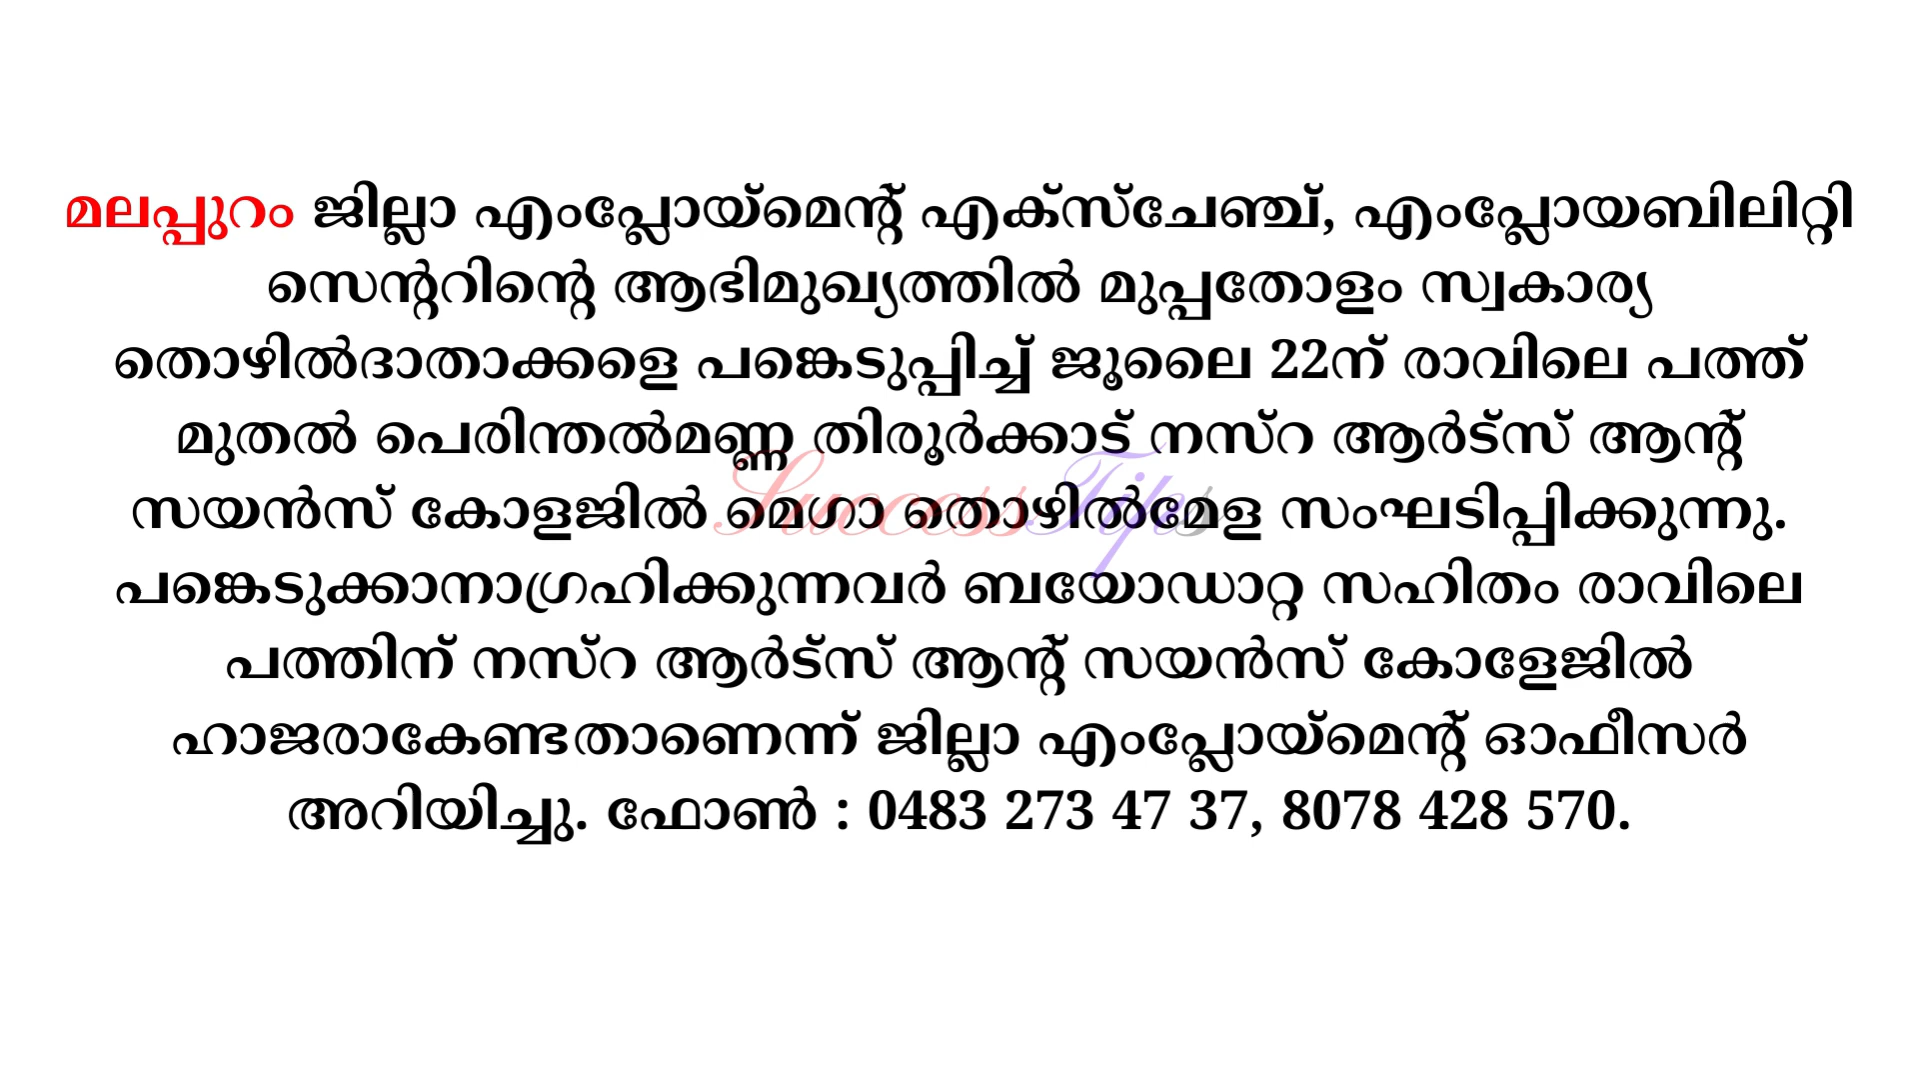 മലപ്പുറം ജില്ലാ എംപ്ലോയ്മെന്റ് എക്സ്ചേഞ്ച്, എംപ്ലോയബിലിറ്റി
സെന്ററിന്റെ ആഭിമുഖ്യത്തിൽ മുപ്പതോളം സ്വകാര്യ
തൊഴിൽദാതാക്കളെ പങ്കെടുപ്പിച്ച് ജൂലൈ 22ന് രാവിലെ പത്ത്
മുതൽ പെരിന്തൽമണ്ണ തിരൂർക്കാട് നസ്റ ആർട്സ് ആന്റ്
സയൻസ് കോളജിൽ മെഗാ തൊഴിൽമേള സംഘടിപ്പിക്കുന്നു.
Success Tips
പങ്കെടുക്കാനാഗ്രഹിക്കുന്നവർ ബയോഡാറ്റ സഹിതം രാവിലെ
പത്തിന് നസ്റ ആർട്സ് ആന്റ് സയൻസ് കോളേജിൽ
ഹാജരാകേണ്ടതാണെന്ന് ജില്ലാ എംപ്ലോയ്മെന്റ് ഓഫീസർ
അറിയിച്ചു. ഫോൺ : 0483 273 47 37, 8078 428 570.